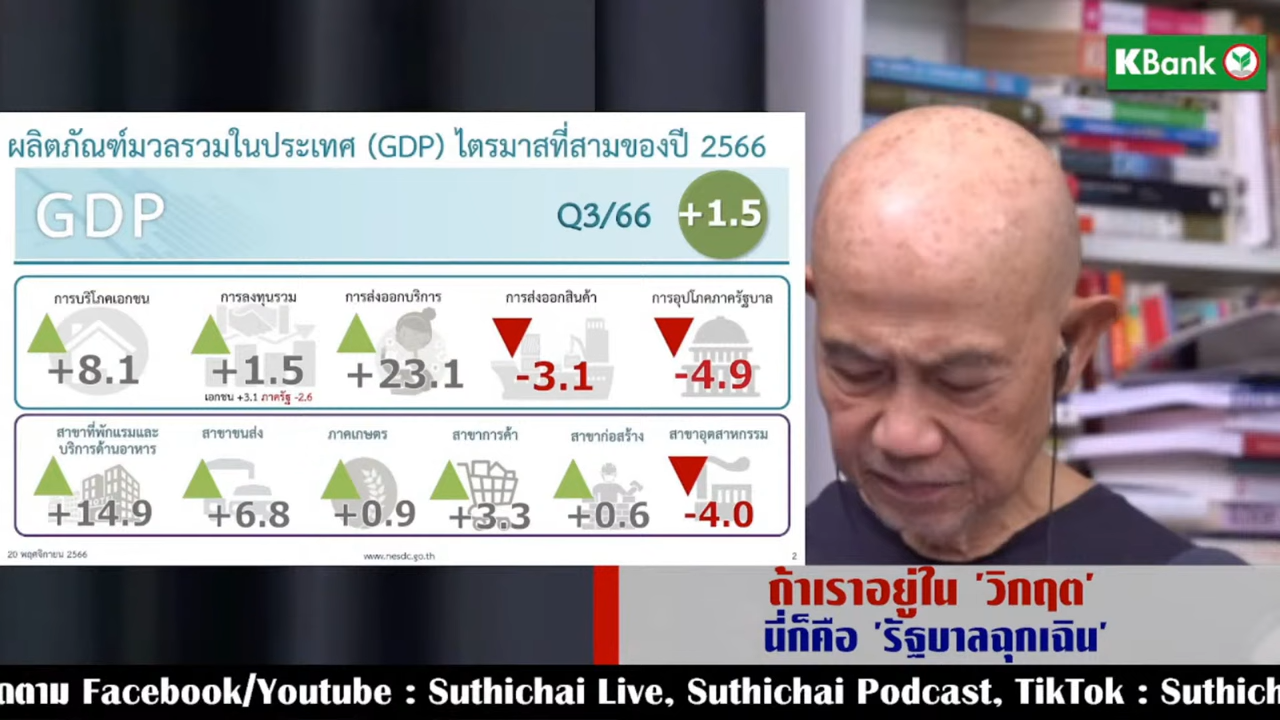 KBank
ผลิตภัณฑ์มวลรวมในประเทศ (GDP) ไตรมาสที่สามของปี 2566
GDP
Q3/66
+1.5
การบริโภคเอกชน
การลงทุนรวม
การส่งออกบริการ
การส่งออกสินค้า
การอุปโภคภาครัฐบาล
+8.1
+1.5
+23.1
-3.1
-4.9
เอกชน +3.1 ภาครัฐ -2.6
สาขาที่พักแรมและ
บริการด้านอาหาร
สาขาขนส่ง
ภาคเกษตร
สาขาการค้า
สาขาก่อสร้าง
สาขาอุตสาหกรรม
+14.9
+6.8
+0.9
+3.3
+0.6
-4.0
20 พฤศจิกายน 2566
www.nesdc.go.th
2
ถ้าเราอยู่ใน 'วิกฤต'
นี่ก็คือ 'รัฐบาลฉุกเฉิน'
ดตาม Facebook/Youtube : Suthichai Live, Suthichai Podcast, TikTok : Suthich